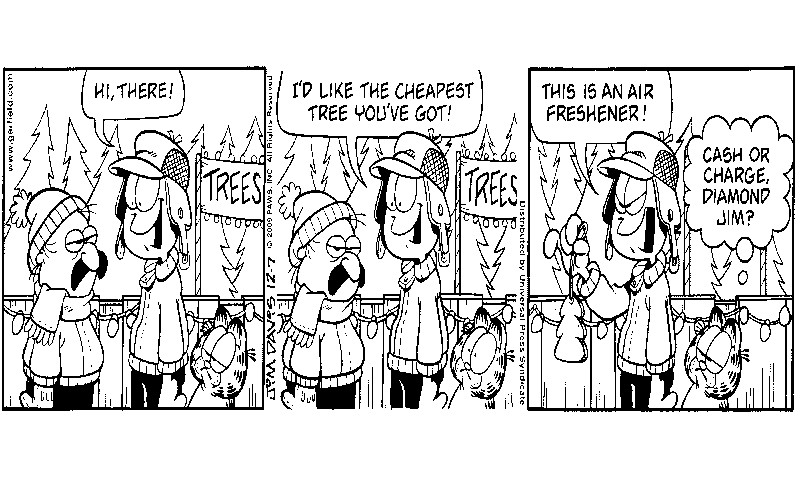 www.garfield.com
HI, THERE!
TREES
© 2009 PAWS, INC. All Rights Reserved.
JIM DAVIS 12-7
I'D LIKE THE CHEAPEST
TREE YOU'VE GOT!
TREES
Distributed by Universal Press Syndicate
THIS IS AN AIR
FRESHENER!
CASH OR
CHARGE,
DIAMOND
JIM?